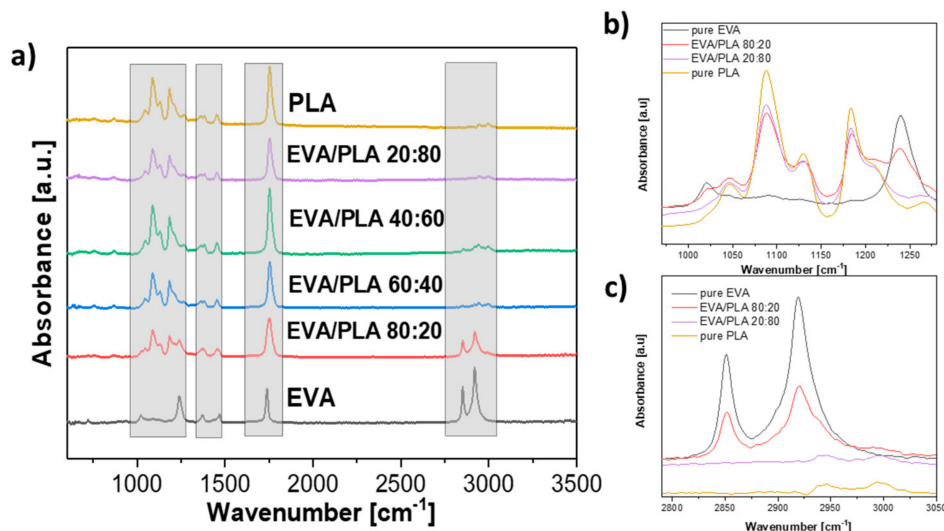 a)
PLA
EVA/PLA 20:80
EVA/PLA 40:60
EVA/PLA 60:40
EVA/PLA 80:20
EVA
Absorbance [a.u.]
1000 1500 2000 2500 3000 3500
Wavenumber [cm-1]
b)
pure EVA
EVA/PLA 80:20
EVA/PLA 20:80
pure PLA
Absorbance [a.u]
1000 1050 1100 1150 1200 1250
Wavenumber [cm-1]
c)
pure EVA
EVA/PLA 80:20
EVA/PLA 20:80
pure PLA
Absorbance [a.u]
2800 2850 2900 2950 3000 3050
Wavenumber [cm-1]